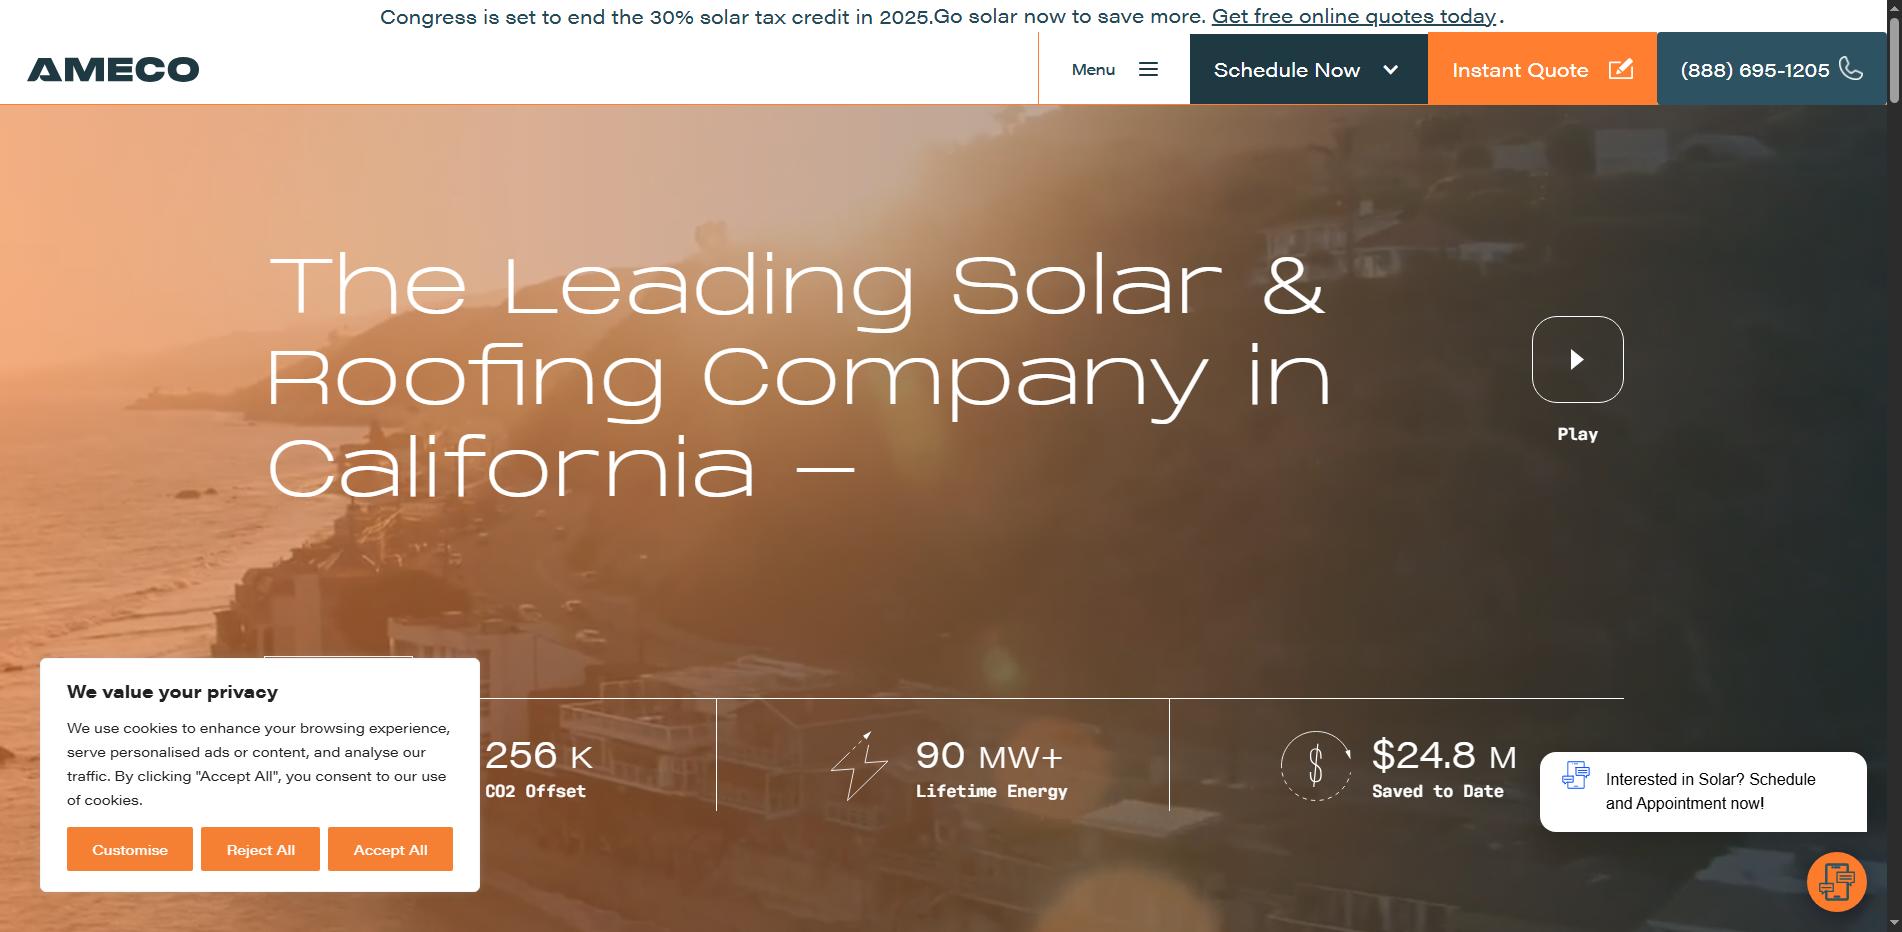 Congress is set to end the 30% solar tax credit in 2025.Go solar now to save more. Get free online quotes today.
AMECO
Menu
Schedule Now
Instant Quote
(888) 695-1205
The Leading Solar &
Roofing Company in
California –
Play
We value your privacy
We use cookies to enhance your browsing experience,
serve personalised ads or content, and analyse our
traffic. By clicking "Accept All", you consent to our use
of cookies.
Customise
Reject All
Accept All
256 K
CO2 Offset
90 MW+
Lifetime Energy
$24.8 M
Saved to Date
Interested in Solar? Schedule
and Appointment now!